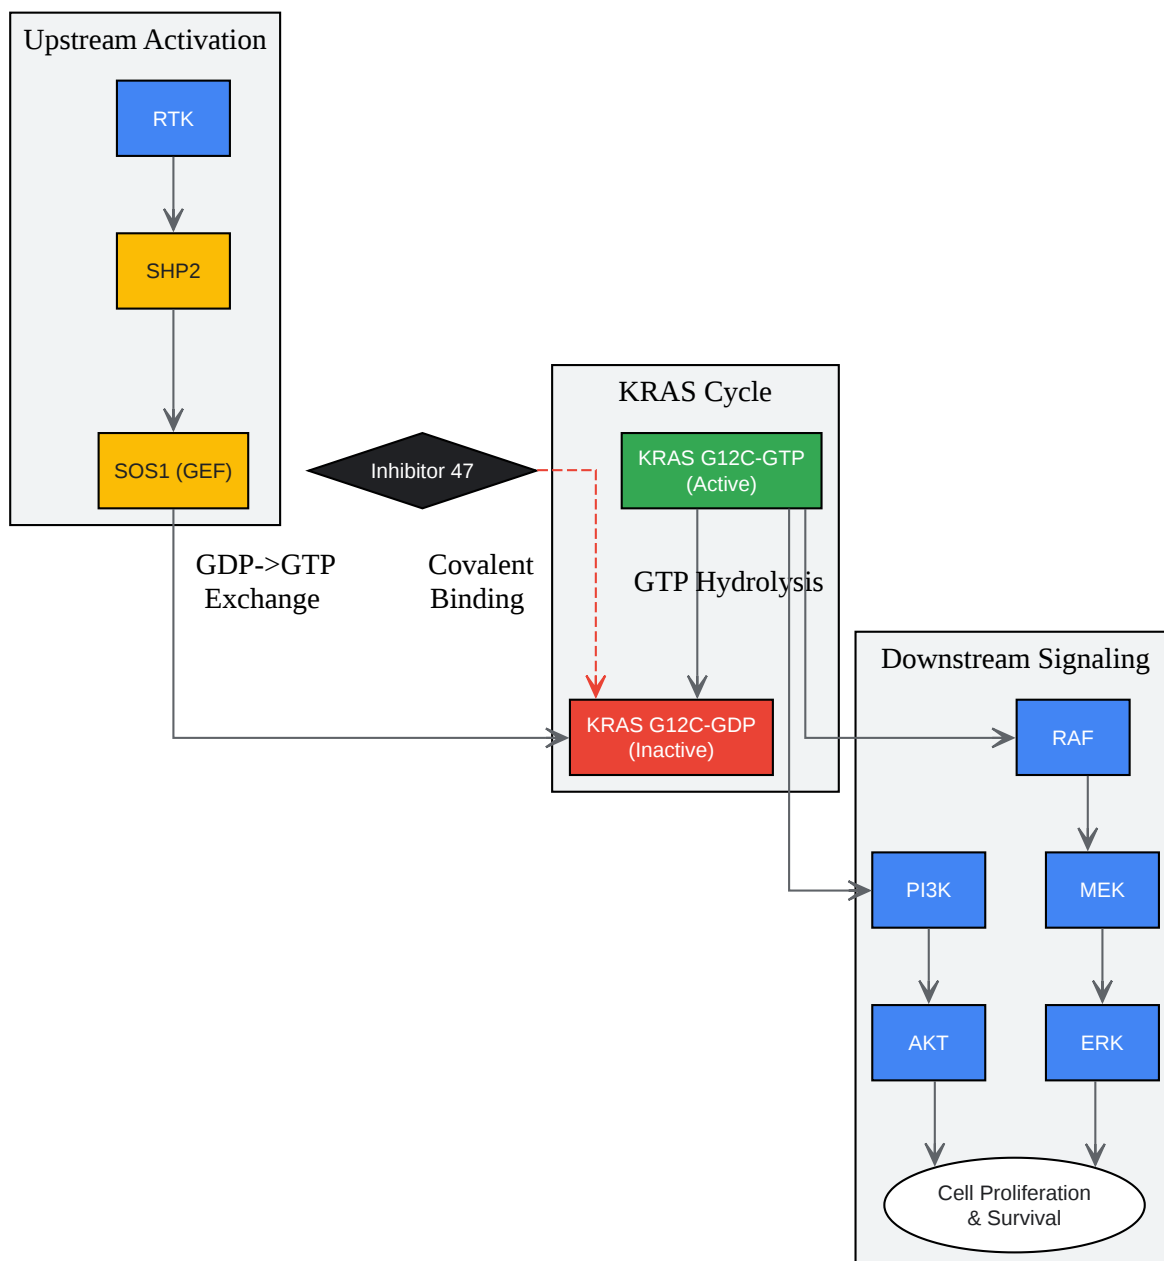 Upstream Activation
RTK
SHP2
SOS1 (GEF)
GDP->GTP
Exchange
Inhibitor 47
Covalent
Binding
KRAS Cycle
KRAS G12C-GTP
(Active)
GTP Hydrolysis
KRAS G12C-GDP
(Inactive)
Downstream Signaling
RAF
PI3K
MEK
AKT
ERK
Cell Proliferation
& Survival